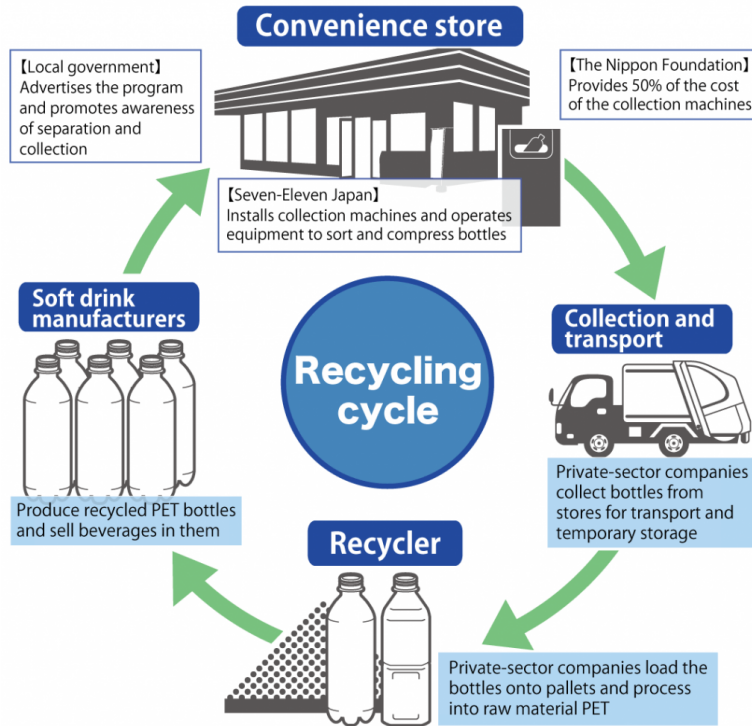 Convenience store
【Local government】
Advertises the program
and promotes awareness
of separation and
collection
【The Nippon Foundation】
Provides 50% of the cost
of the collection machines
【Seven-Eleven Japan】
Installs collection machines and operates
equipment to sort and compress bottles
Soft drink
manufacturers
Produce recycled PET bottles
and sell beverages in them
Recycling
cycle
Collection and
transport
Private-sector companies
collect bottles from
stores for transport and
temporary storage
Recycler
Private-sector companies load the
bottles onto pallets and process
into raw material PET